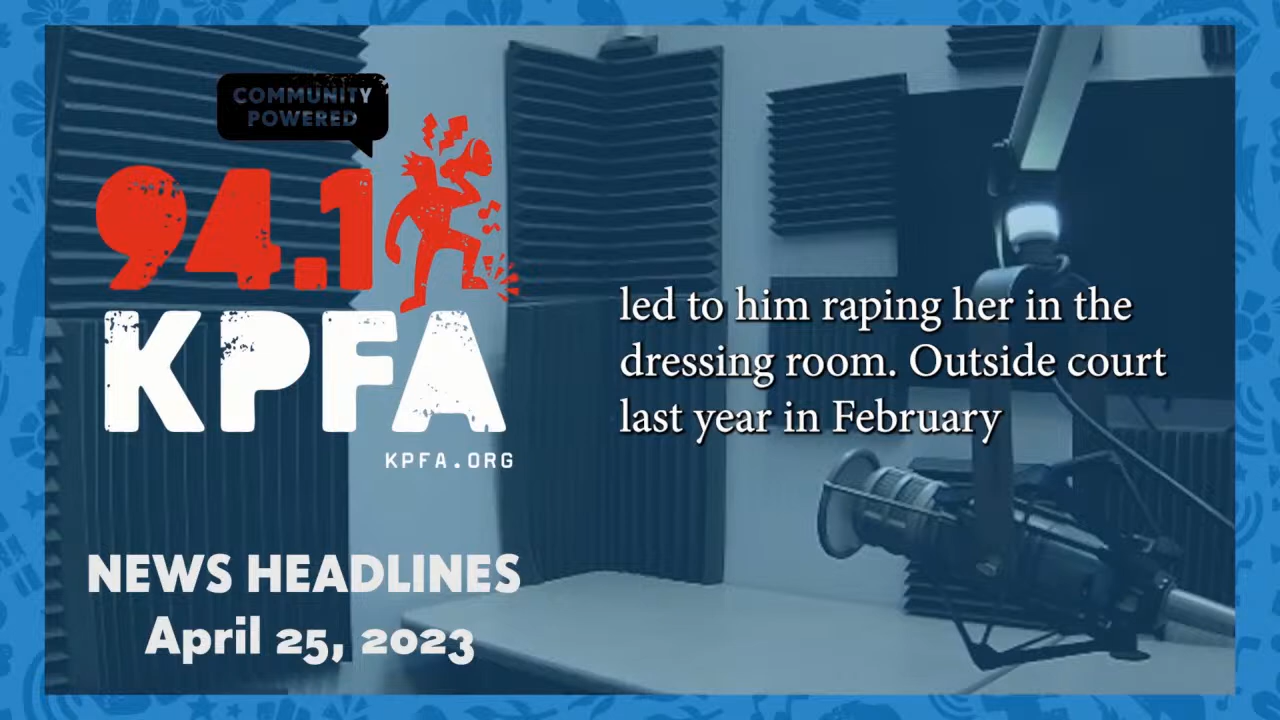 COMMUNITY
POWERED
94.1
KPFA
KPFA.ORG
NEWS HEADLINES
April 25, 2023
led to him raping her in the
dressing room. Outside court
last year in February